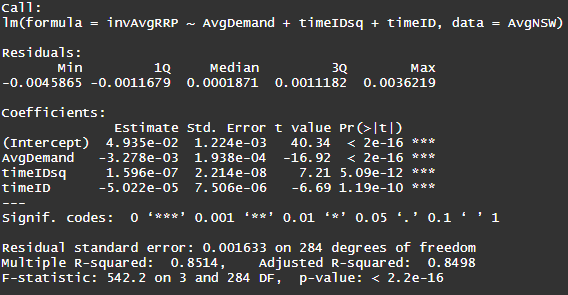 Call:
lm(formula = invAvgRRP ~ AvgDemand + timeIDsq + timeID, data = AvgNSW)
Residuals:
Min 1Q Median 3Q Max
-0.0045865 -0.0011679 0.0001871 0.0011182 0.0036219
Coefficients:
Estimate Std. Error t value Pr(>|t|)
(Intercept) 4.935e-02 1.224e-03 40.34 < 2e-16 ***
AvgDemand -3.278e-03 1.938e-04 -16.92 < 2e-16 ***
timeIDsq 1.596e-07 2.214e-08 7.21 5.09e-12 ***
timeID -5.022e-05 7.506e-06 -6.69 1.19e-10 ***
---
Signif. codes: 0 ‘***’ 0.001 ‘**’ 0.01 ‘*’ 0.05 ‘.’ 0.1 ‘ ’ 1
Residual standard error: 0.001633 on 284 degrees of freedom
Multiple R-squared: 0.8514, Adjusted R-squared: 0.8498
F-statistic: 542.2 on 3 and 284 DF, p-value: < 2.2e-16